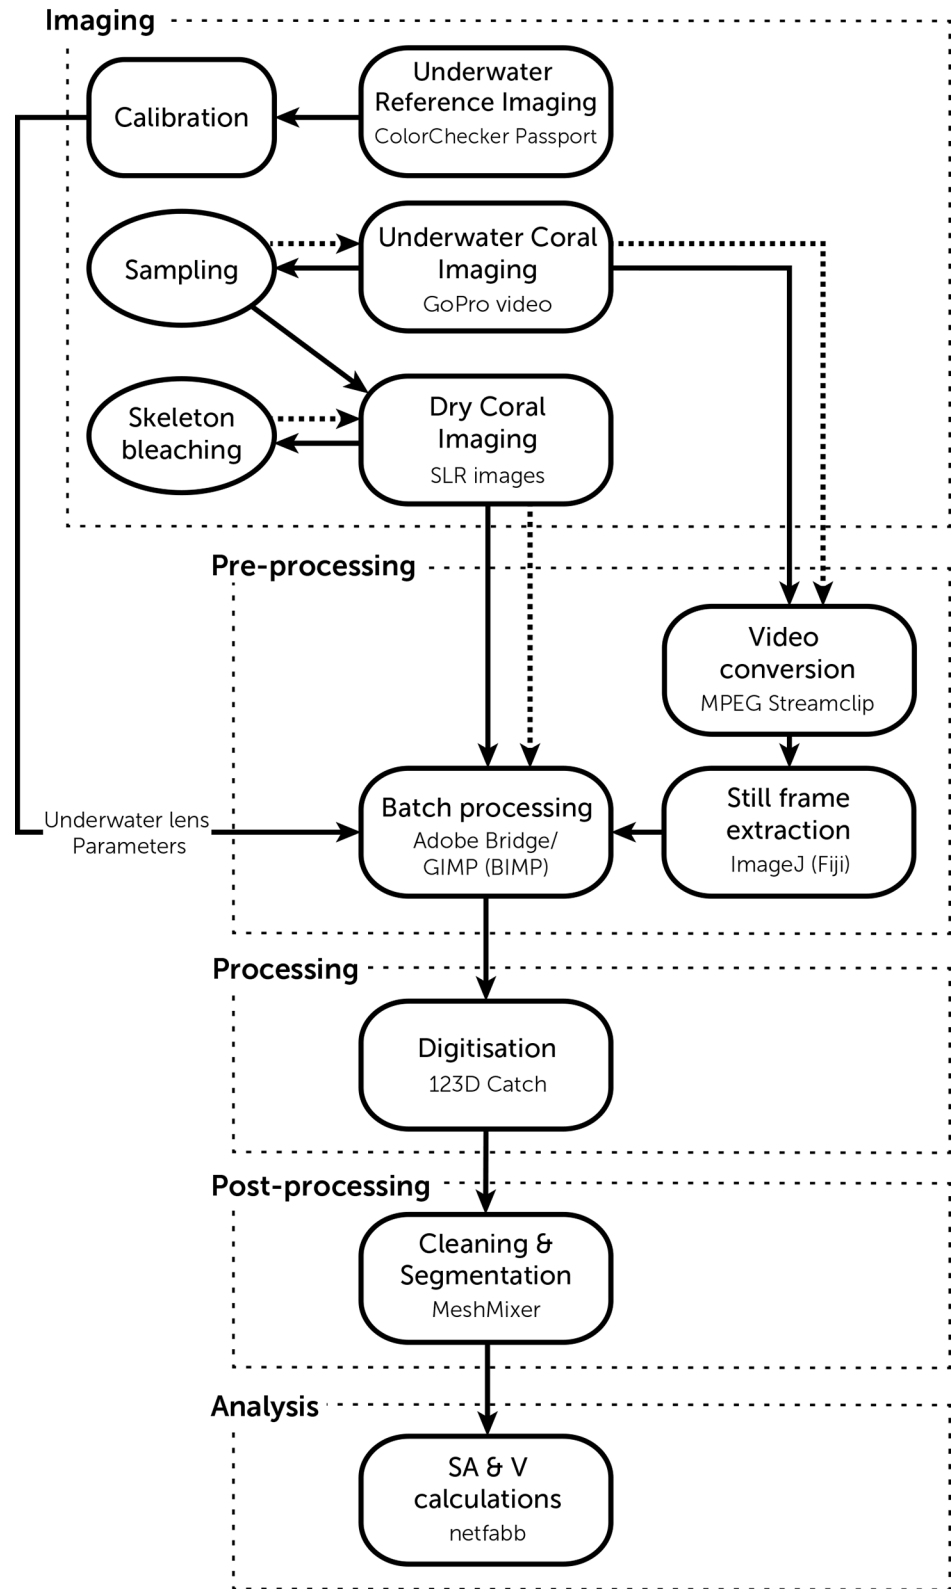 Imaging
Calibration
Underwater
Reference Imaging
ColorChecker Passport
Sampling
Underwater Coral
Imaging
GoPro video
Skeleton
bleaching
Dry Coral
Imaging
SLR images
Pre-processing
Video
conversion
MPEG Streamclip
Underwater lens
Parameters
Batch processing
Adobe Bridge/
GIMP (BIMP)
Still frame
extraction
ImageJ (Fiji)
Processing
Digitisation
123D Catch
Post-processing
Cleaning &
Segmentation
MeshMixer
Analysis
SA & V
calculations
netfabb